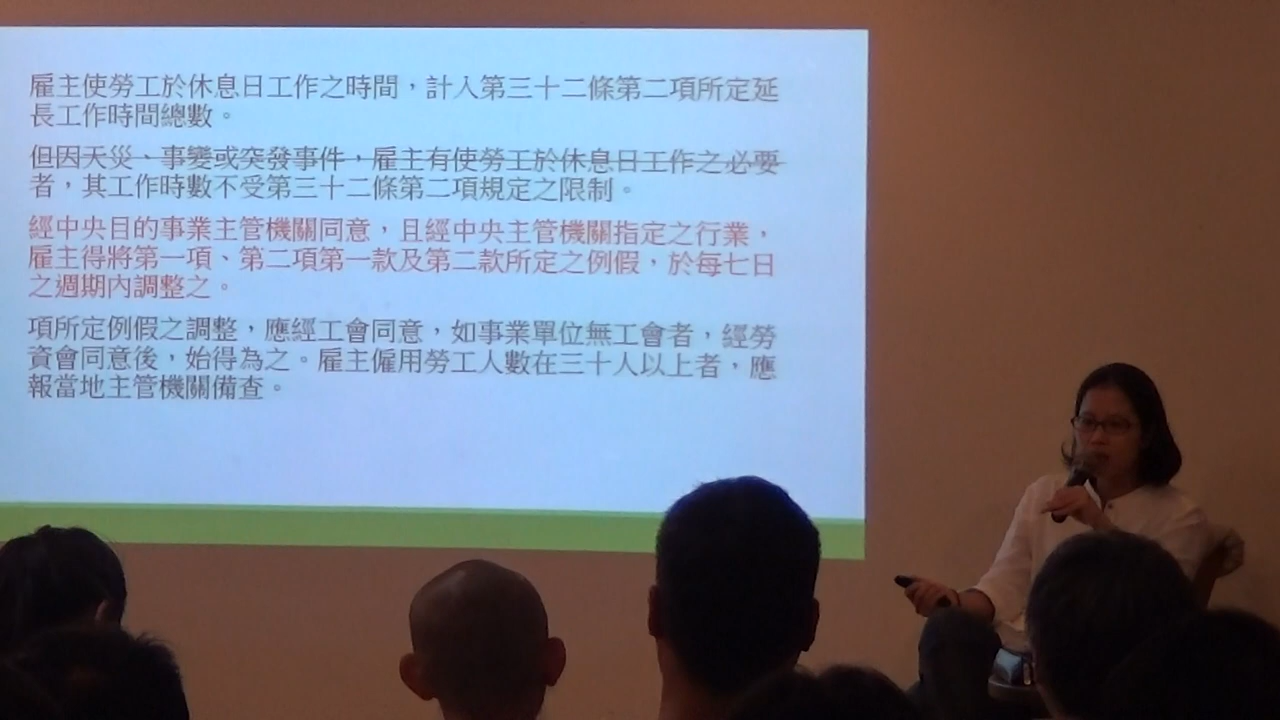 雇主使勞工於休息日工作之時間，計入第三十二條第二項所定延
長工作時間總數。
但因天災、事變或突發事件，雇主有使勞工於休息日工作之必要
者，其工作時數不受第三十二條第二項規定之限制。
經中央目的事業主管機關同意，且經中央主管機關指定之行業，
雇主得將第一項、第二項第一款及第二款所定之例假，於每七日
之週期內調整之。
項所定例假之調整，應經工會同意，如事業單位無工會者，經勞
資會同意後，始得為之。雇主僱用勞工人數在三十人以上者，應
報當地主管機關備查。